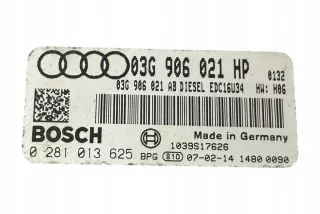 03G 906 021 HP 0132
03G 906 021 AB DIESEL EDC16U34 HW: H06
Made in Germany
BOSCH 1039S17626
0 281 013 625 BPG 810 07-02-14 1480 0090